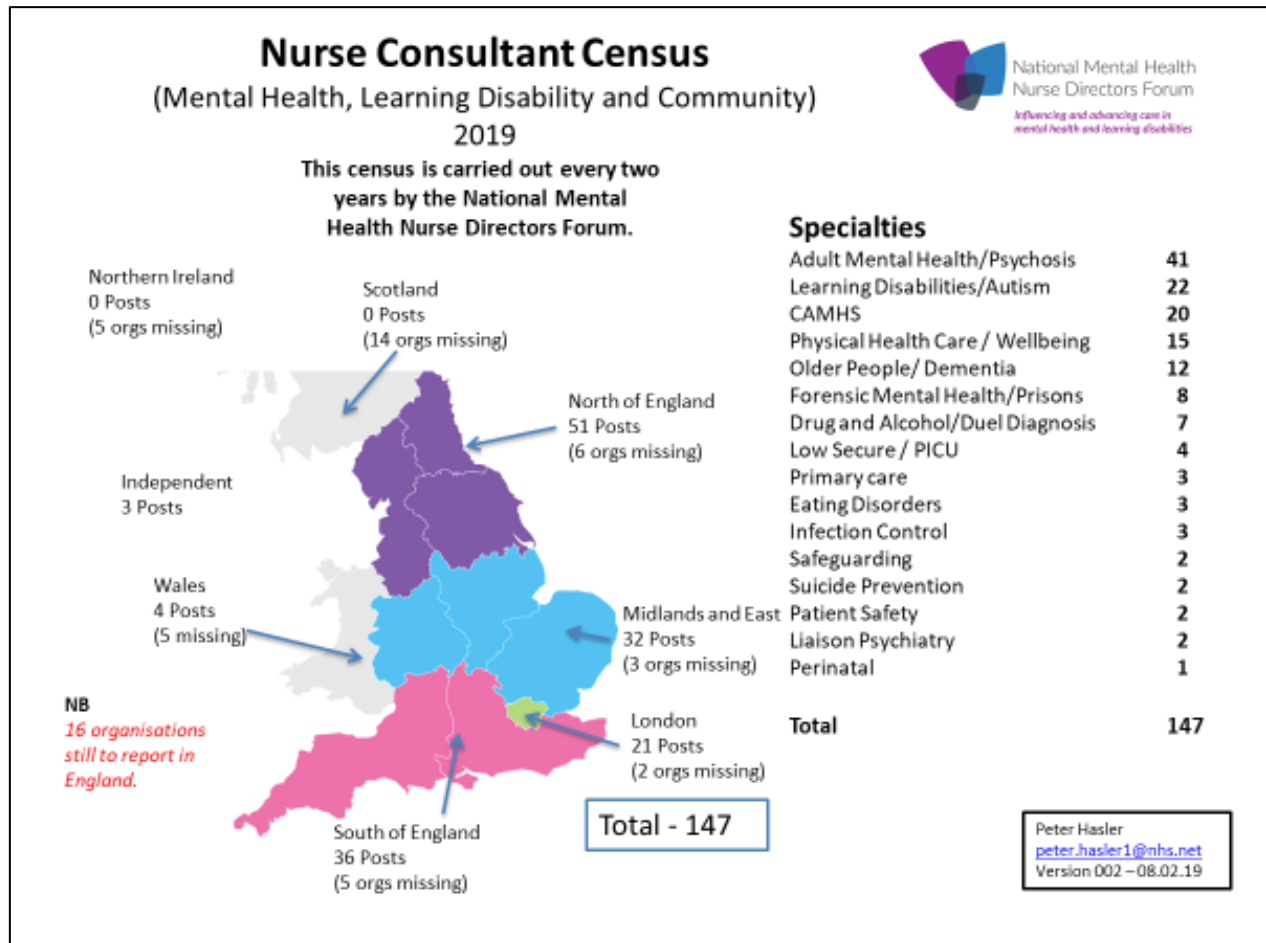 Nurse Consultant Census
(Mental Health, Learning Disability and Community)
2019
This census is carried out every two
years by the National Mental
Health Nurse Directors Forum.
National Mental Health
Nurse Directors Forum
Influencing and advancing care in
mental health and learning disabilities
Northern Ireland
0 Posts
(5 orgs missing)
Scotland
0 Posts
(14 orgs missing)
North of England
51 Posts
(6 orgs missing)
Independent
3 Posts
Wales
4 Posts
(5 missing)
Midlands and East
32 Posts
(3 orgs missing)
NB
16 organisations
still to report in
England.
London
21 Posts
(2 orgs missing)
South of England
36 Posts
(5 orgs missing)
Total - 147
Specialties
Adult Mental Health/Psychosis 41
Learning Disabilities/Autism 22
CAMHS 20
Physical Health Care / Wellbeing 15
Older People/ Dementia 12
Forensic Mental Health/Prisons 8
Drug and Alcohol/Duel Diagnosis 7
Low Secure / PICU 4
Primary care 3
Eating Disorders 3
Infection Control 3
Safeguarding 2
Suicide Prevention 2
Patient Safety 2
Liaison Psychiatry 2
Perinatal 1
Total 147
Peter Hasler
peter.hasler1@nhs.net
Version 002 – 08.02.19